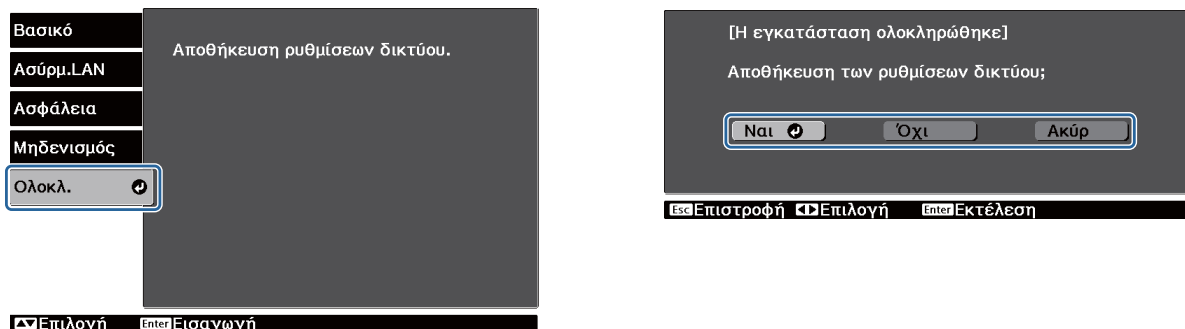 Βασικό
Ασύρμ.LAN
Ασφάλεια
Μηδενισμός
Ολοκλ.
Αποθήκευση ρυθμίσεων δικτύου.
Επιλογή Enter Εισαγωγή
[Η εγκατάσταση ολοκληρώθηκε]
Αποθήκευση των ρυθμίσεων δικτύου;
Ναι Όχι Ακύρ
Esc Επιστροφή Επιλογή Enter Εκτέλεση